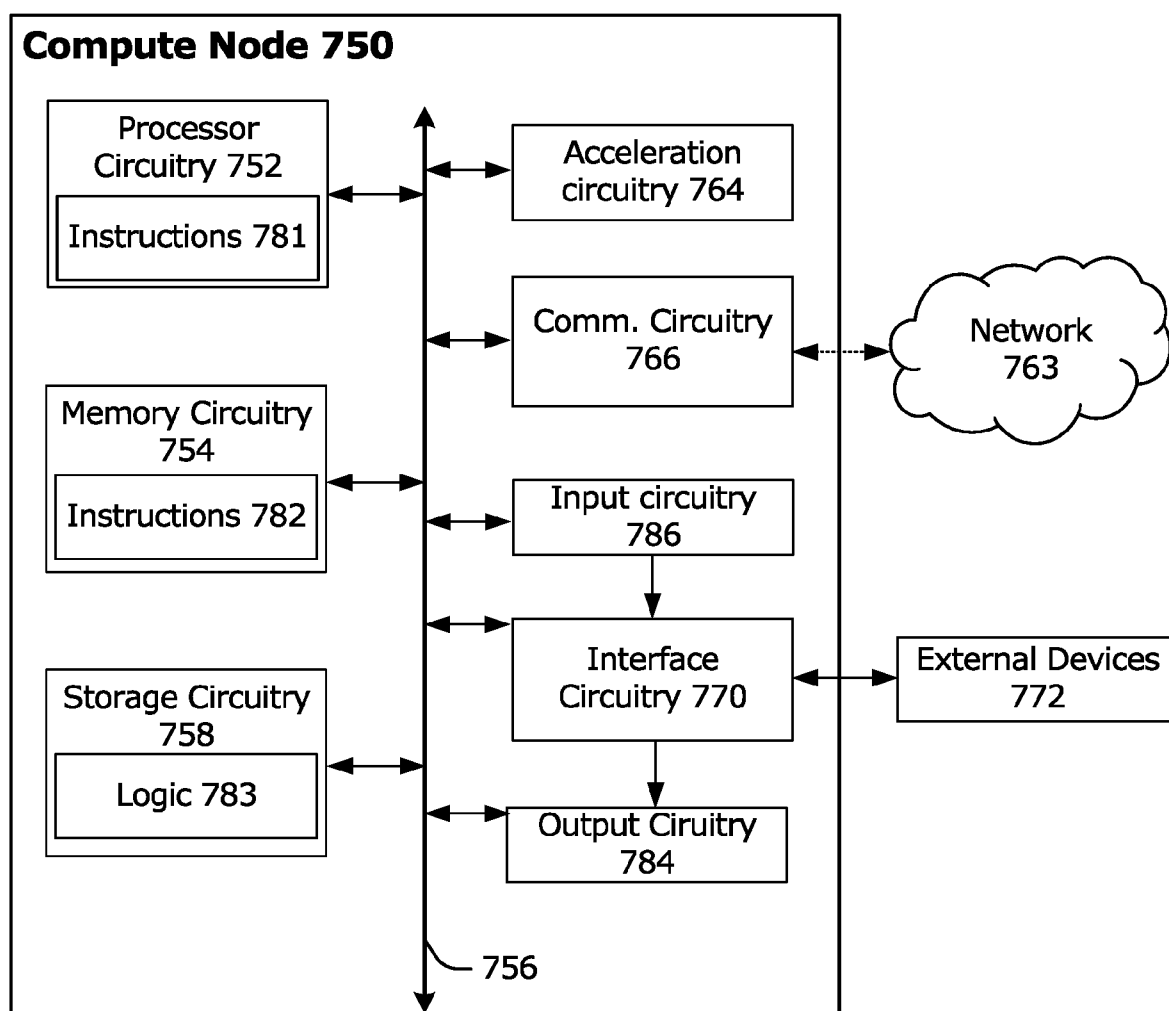 Compute Node 750
Processor
Circuitry 752
Instructions 781
Acceleration
circuitry 764
Comm. Circuitry
766
Network
763
Memory Circuitry
754
Instructions 782
Input circuitry
786
Interface
Circuitry 770
External Devices
772
Storage Circuitry
758
Logic 783
Output Ciruitry
784
756